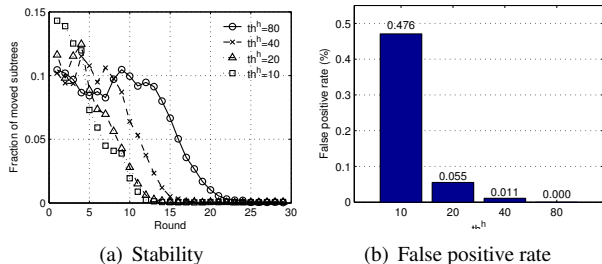 0.15
0.1
0.05
0
Fraction of moved subtrees
th^h=80
th^h=40
th^h=20
th^h=10
0 5 10 15 20 25 30
Round
(a) Stability
0.5
0.4
0.3
0.2
0.1
0
False positive rate (%)
0.476
0.055
0.011
0.000
10 20 40 80
th^h
(b) False positive rate